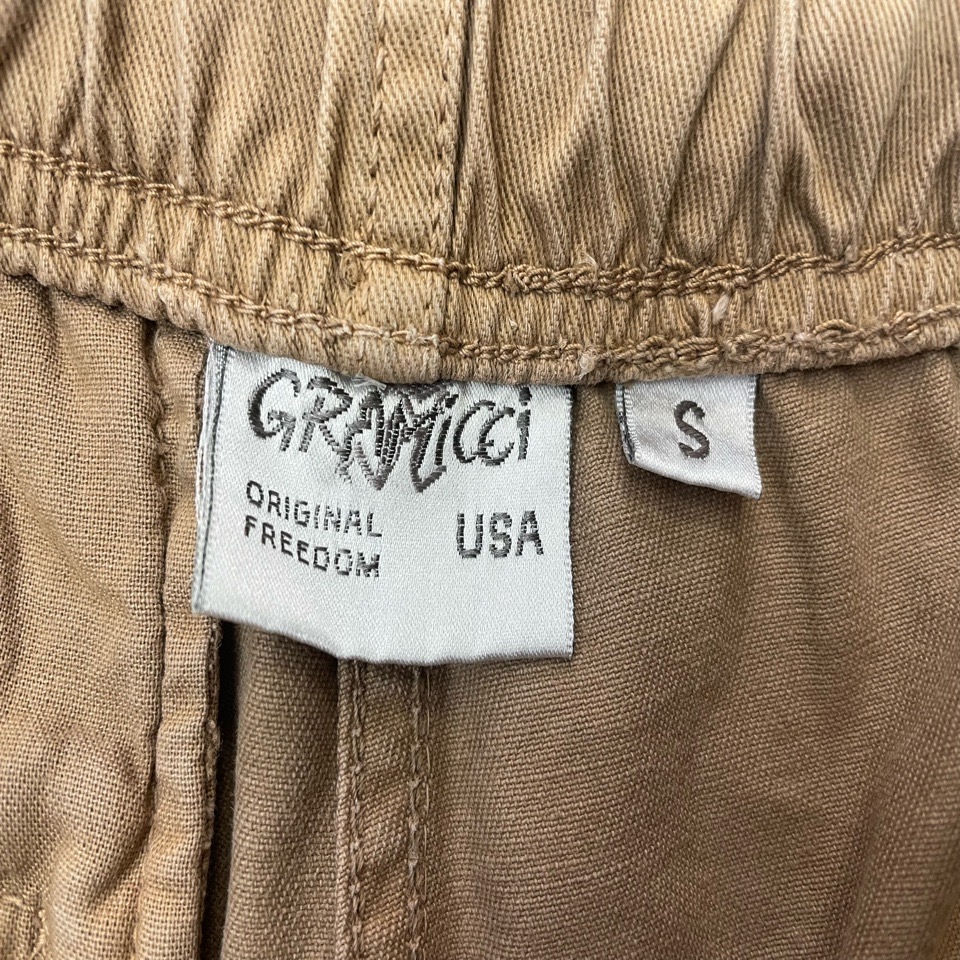 GRAMicci
S
ORIGINAL
FREEDOM
USA